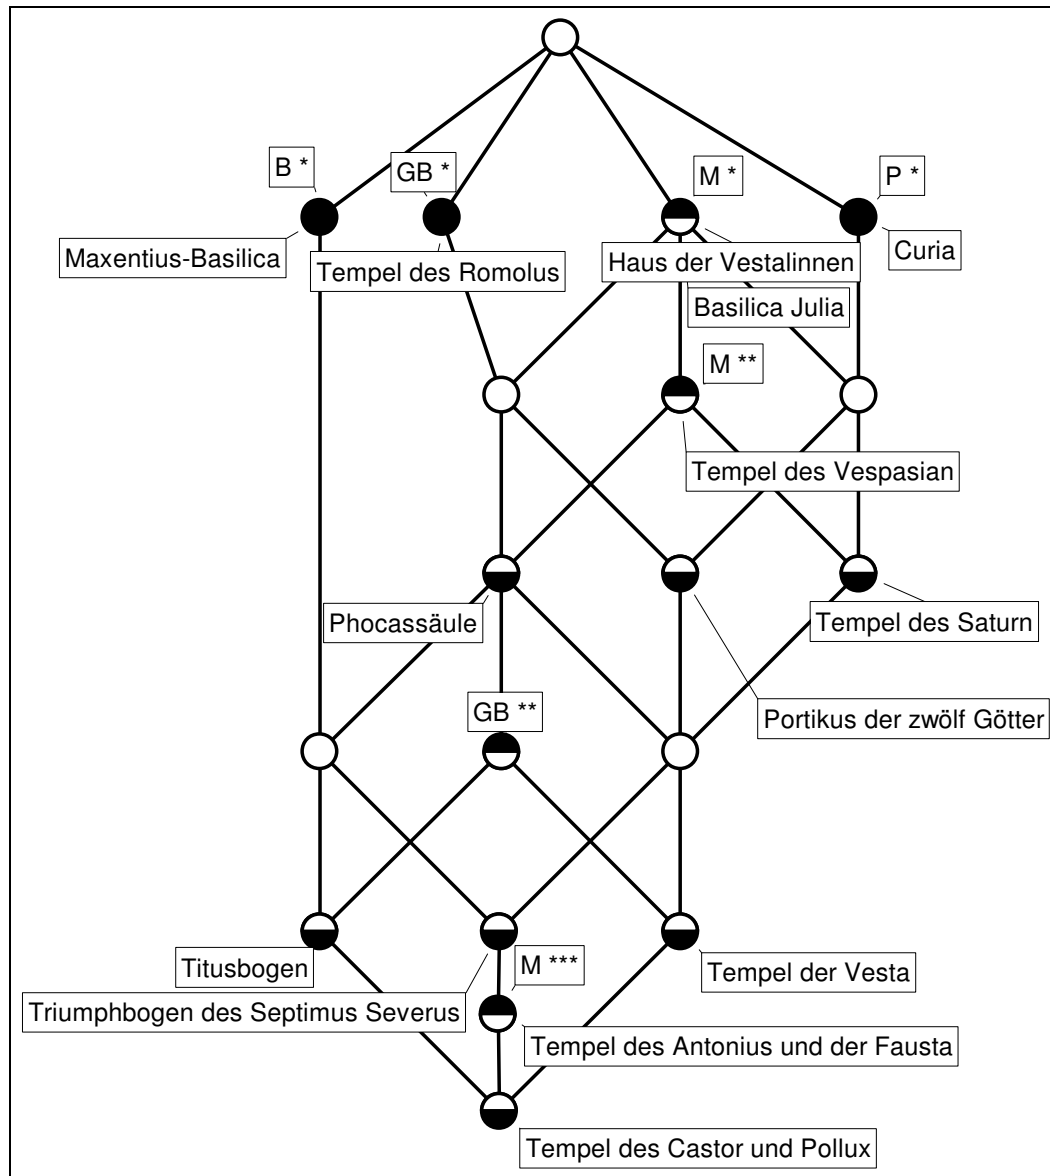 B *
GB *
M *
P *
Maxentius-Basilica
Tempel des Romolus
Haus der Vestalinnen
Curia
Basilica Julia
M **
Tempel des Vespasian
Phocassäule
Tempel des Saturn
GB **
Portikus der zwölf Götter
Titusbogen
M ***
Tempel der Vesta
Triumphbogen des Septimus Severus
Tempel des Antonius und der Fausta
Tempel des Castor und Pollux